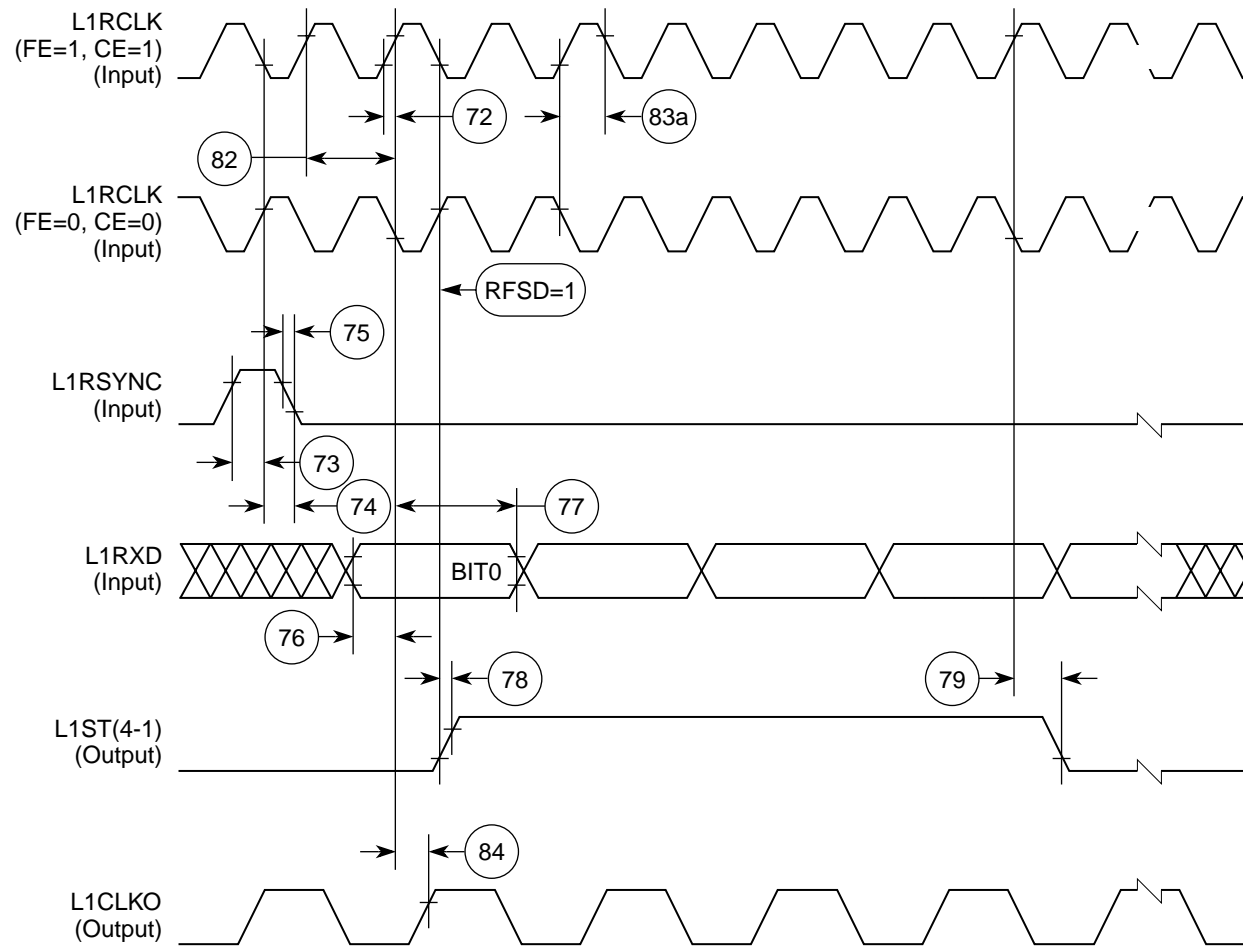 L1RCLK
(FE=1, CE=1)
(Input)
72
83a
82
L1RCLK
(FE=0, CE=0)
(Input)
RFSD=1
75
L1RSYNC
(Input)
73
74
77
L1RXD
(Input)
BIT0
76
78
79
L1ST(4-1)
(Output)
84
L1CLKO
(Output)